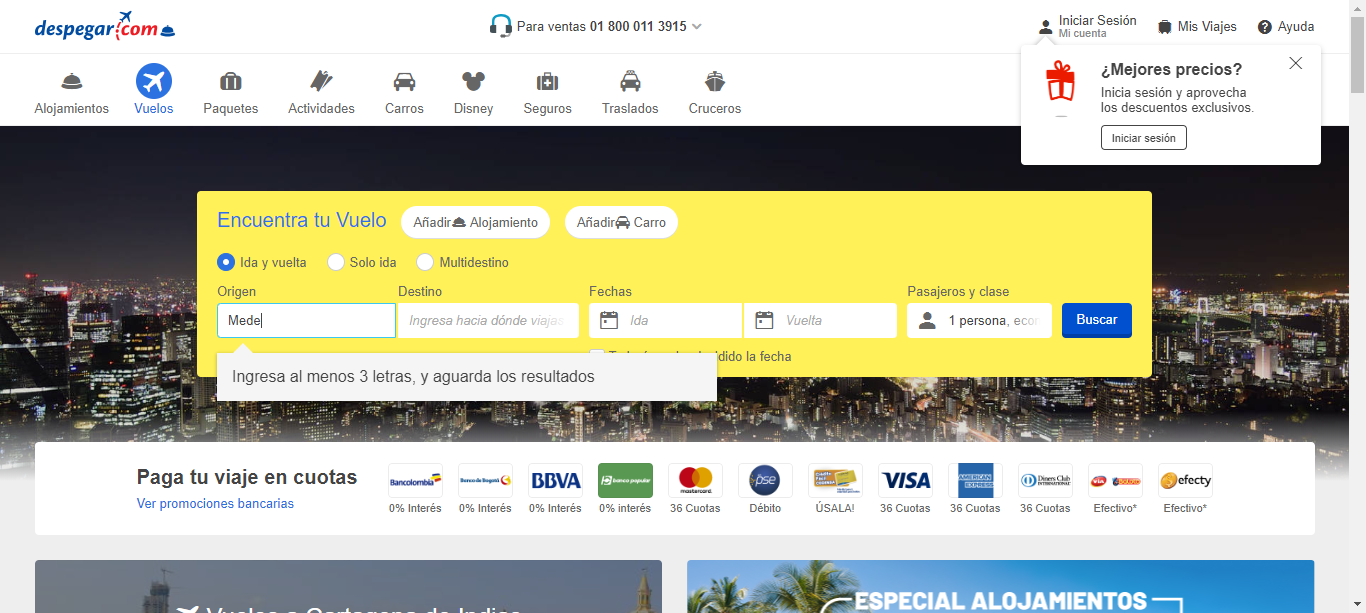 despegar.com
Para ventas 01 800 011 3915
Iniciar Sesión
Mi cuenta
Mis Viajes
Ayuda
Alojamientos
Vuelos
Paquetes
Actividades
Carros
Disney
Seguros
Traslados
Cruceros
¿Mejores precios?
Inicia sesión y aprovecha
los descuentos exclusivos.
Iniciar sesión
Encuentra tu Vuelo
Añadir Alojamiento
Añadir Carro
Ida y vuelta
Solo ida
Multidestino
Origen
Destino
Fechas
Pasajeros y clase
Mede
Ingresa hacia dónde viajas
Ida
Vuelta
1 persona, econ
Buscar
dido la fecha
Ingresa al menos 3 letras, y aguarda los resultados
Paga tu viaje en cuotas
Ver promociones bancarias
Bancolombia
Banco de Bogotá
BBVA
banco popular
mastercard
pse
VISA
AMERICAN EXPRESS
Diners Club
INTERNATIONAL
efecty
0% Interés
0% Interés
0% Interés
0% interés
36 Cuotas
Débito
ÚSALA!
36 Cuotas
36 Cuotas
36 Cuotas
Efectivo*
Efectivo*
Vuelos a Cartagena de Indias
ESPECIAL ALOJAMIENTOS